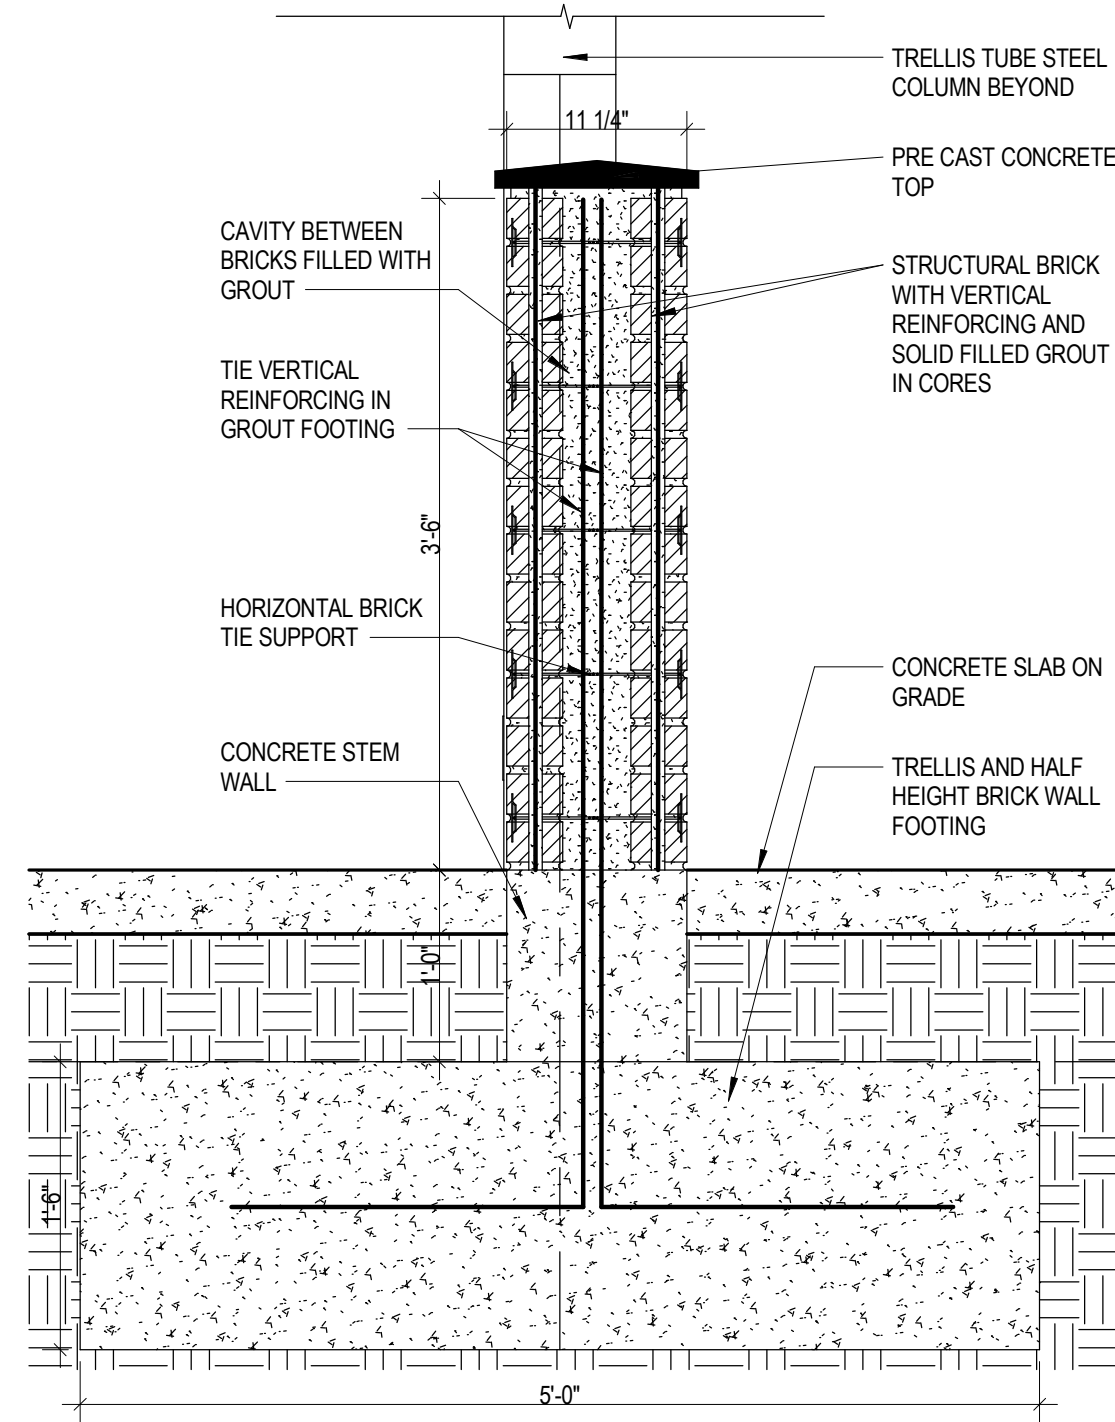 TRELLIS TUBE STEEL
COLUMN BEYOND
11 1/4"
PRE CAST CONCRETE
TOP
CAVITY BETWEEN
BRICKS FILLED WITH
GROUT
STRUCTURAL BRICK
WITH VERTICAL
REINFORCING AND
SOLID FILLED GROUT
IN CORES
TIE VERTICAL
REINFORCING IN
GROUT FOOTING
3'-6"
HORIZONTAL BRICK
TIE SUPPORT
CONCRETE SLAB ON
GRADE
CONCRETE STEM
WALL
TRELLIS AND HALF
HEIGHT BRICK WALL
FOOTING
1'-0"
1'-6"
5'-0"